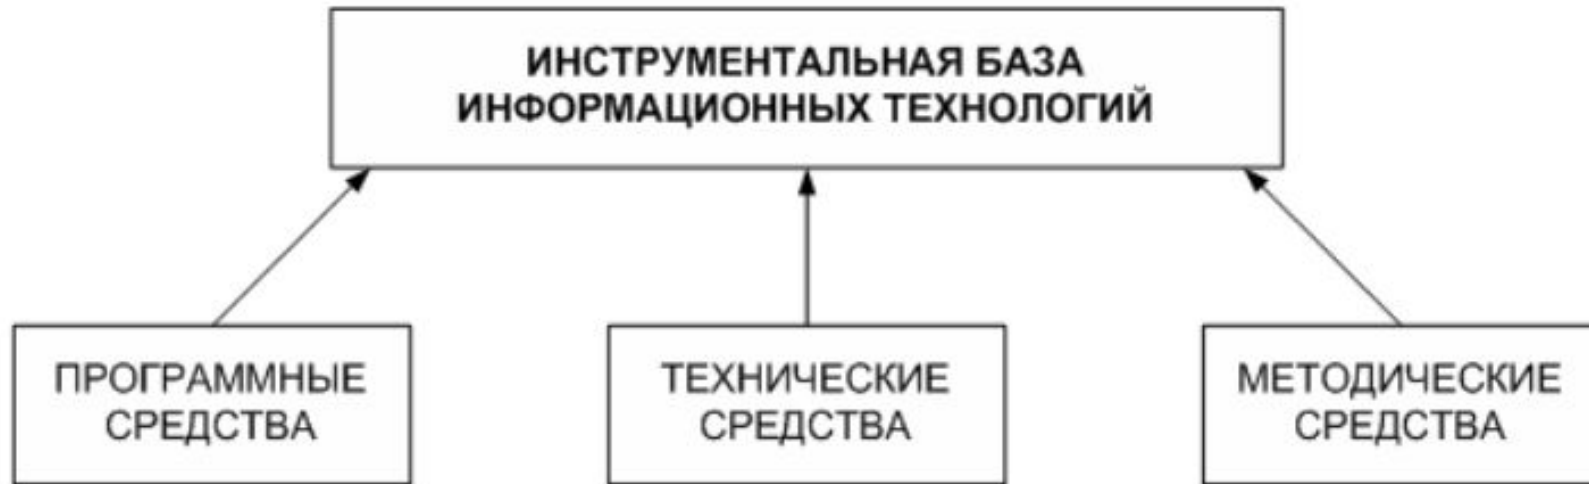 ИНСТРУМЕНТАЛЬНАЯ БАЗА
ИНФОРМАЦИОННЫХ ТЕХНОЛОГИЙ
ПРОГРАММНЫЕ
СРЕДСТВА
ТЕХНИЧЕСКИЕ
СРЕДСТВА
МЕТОДИЧЕСКИЕ
СРЕДСТВА